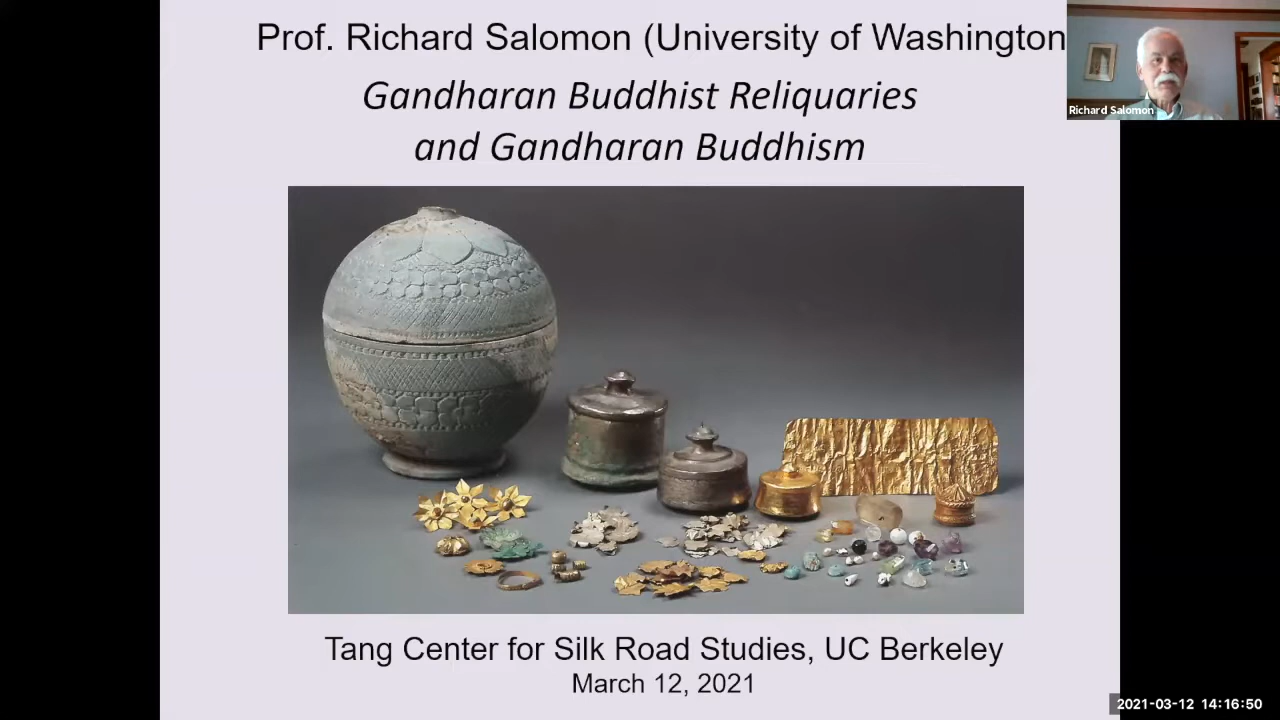 Prof. Richard Salomon (University of Washington
Gandharan Buddhist Reliquaries
and Gandharan Buddhism
Richard Salomon
Tang Center for Silk Road Studies, UC Berkeley
March 12, 2021
2021-03-12 14:16:50